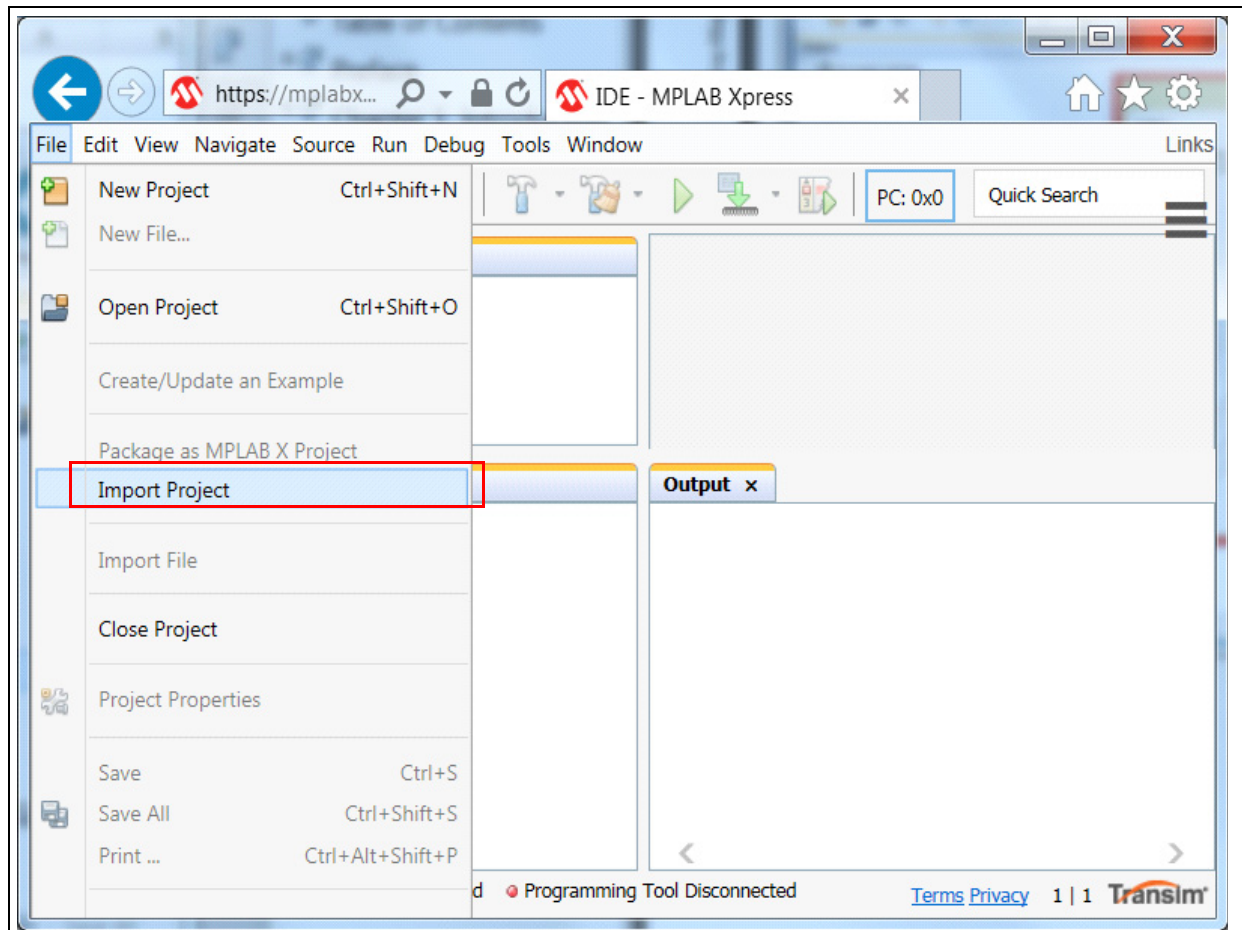 https://mplabx...
IDE - MPLAB Xpress
File Edit View Navigate Source Run Debug Tools Window Links
New Project Ctrl+Shift+N
PC: 0x0
Quick Search
New File...
Open Project Ctrl+Shift+O
Create/Update an Example
Package as MPLAB X Project
Import Project
Output x
Import File
Close Project
Project Properties
Save Ctrl+S
Save All Ctrl+Shift+S
Print ... Ctrl+Alt+Shift+P
d Programming Tool Disconnected
Terms Privacy 1 | 1 Transim